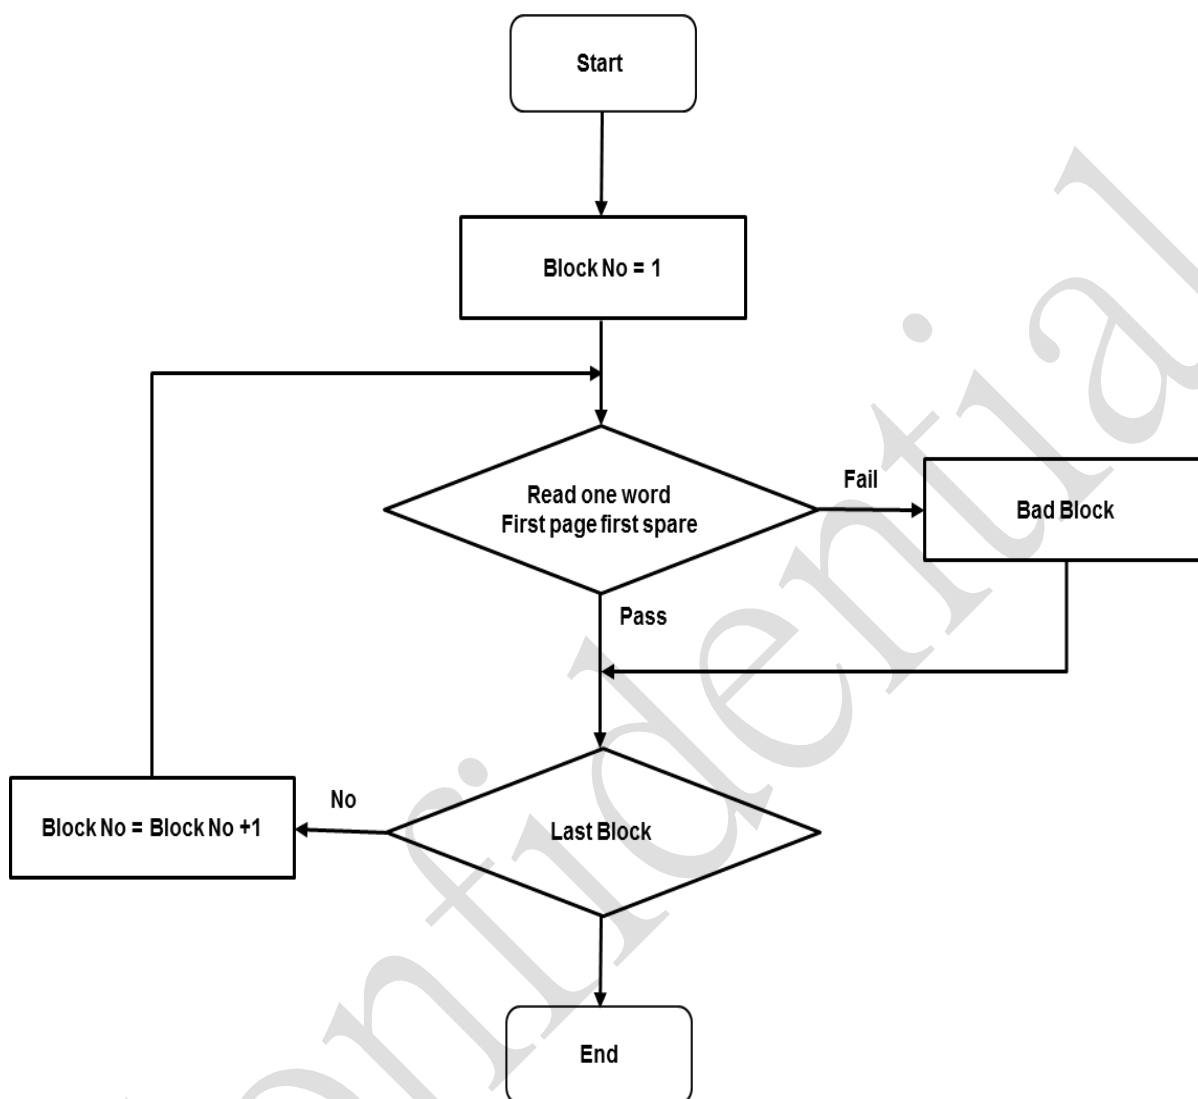 Start
Block No = 1
Read one word
First page first spare
Fail
Bad Block
Pass
Last Block
No
Block No = Block No +1
End
onfidential